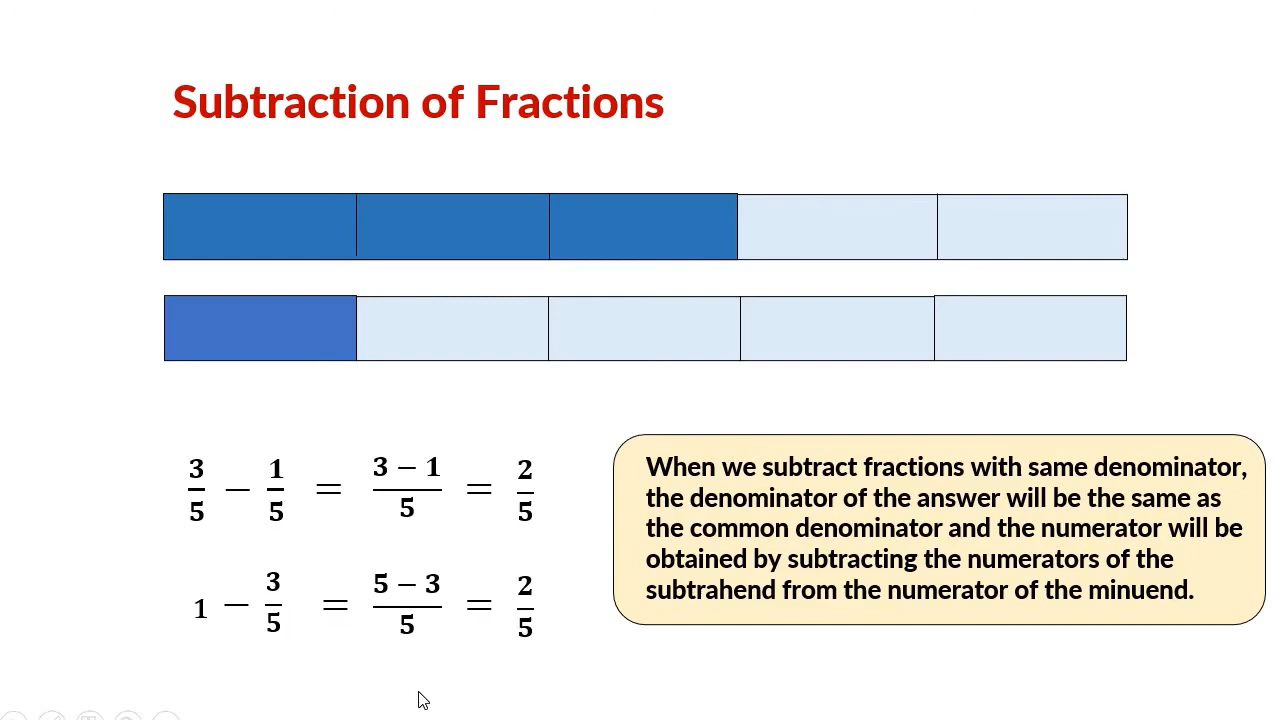 Subtraction of Fractions
3/5 − 1/5 = (3 − 1)/5 = 2/5
1 − 3/5 = (5 − 3)/5 = 2/5
When we subtract fractions with same denominator,
the denominator of the answer will be the same as
the common denominator and the numerator will be
obtained by subtracting the numerators of the
subtrahend from the numerator of the minuend.